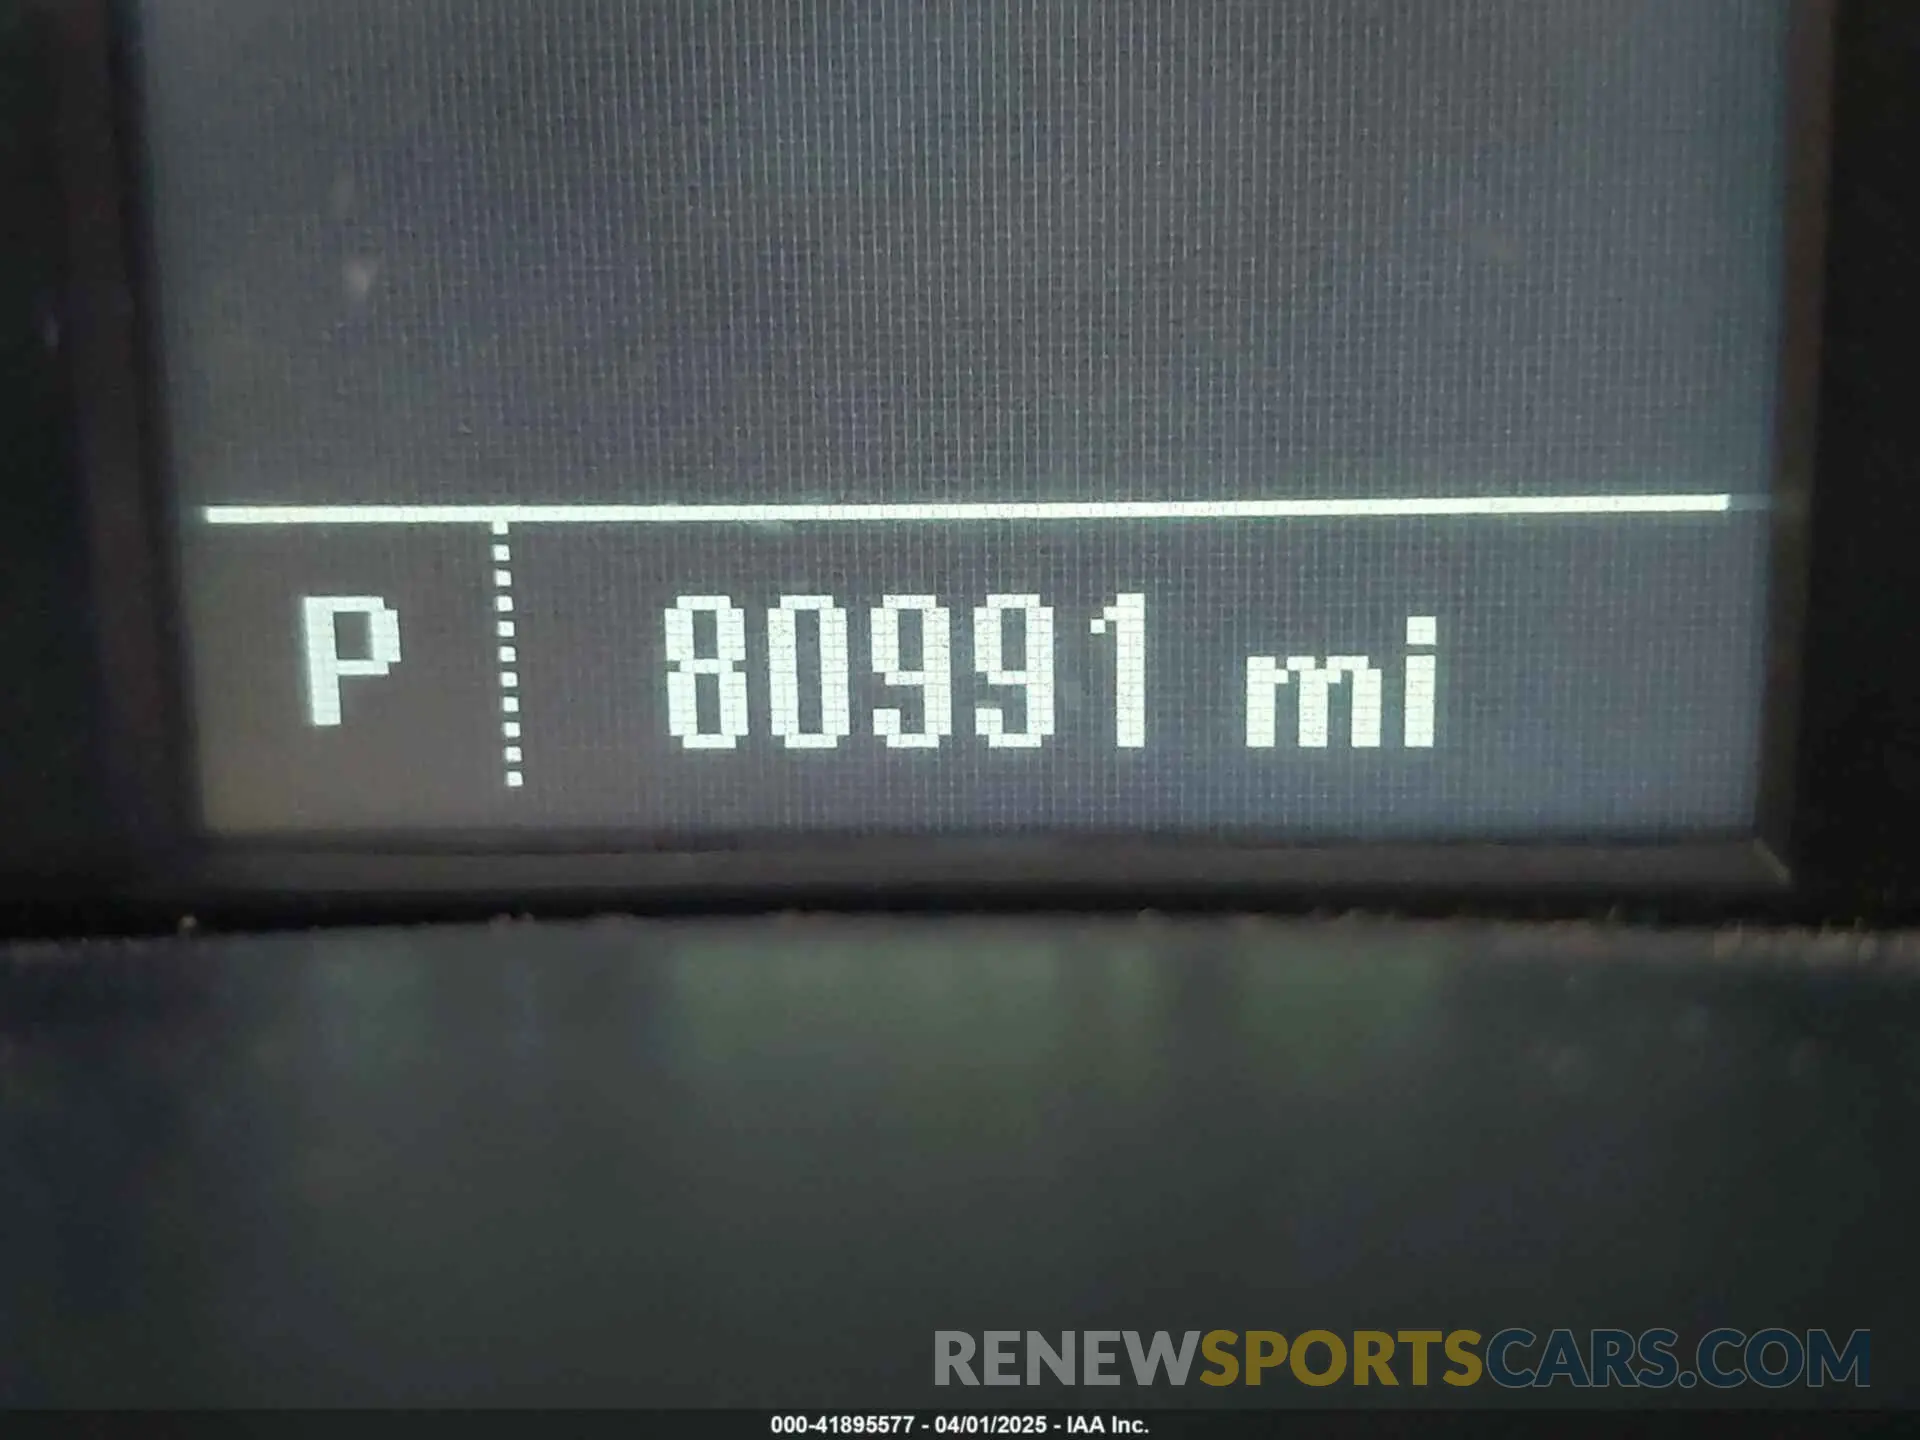 P 80991 mi
RENEWSPORTSCARS.COM
000-41895577 - 04/01/2025 - IAA Inc.